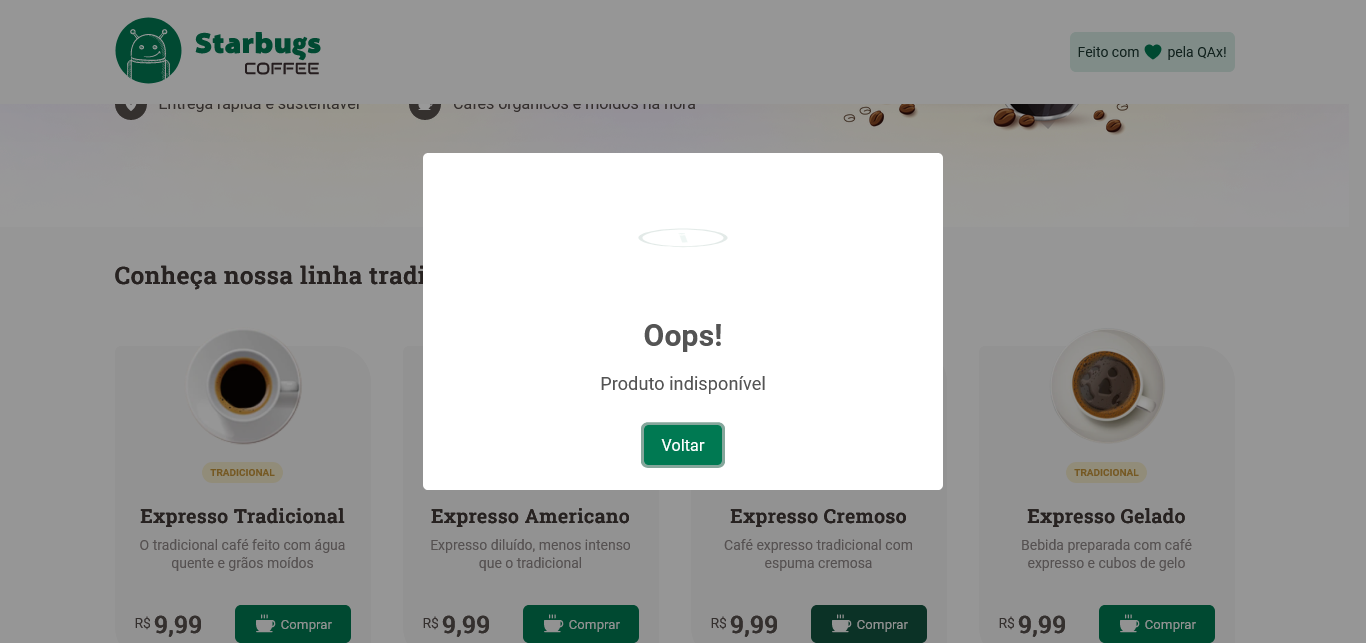 Starbugs
COFFEE
Feito com pela QAx!
Entrega rápida e sustentável
Cafés orgânicos e moídos na hora
Conheça nossa linha tradi
Oops!
Produto indisponível
Voltar
TRADICIONAL
Expresso Tradicional
O tradicional café feito com água
quente e grãos moídos
R$ 9,99
Comprar
Expresso Americano
Expresso diluído, menos intenso
que o tradicional
R$ 9,99
Comprar
Expresso Cremoso
Café expresso tradicional com
espuma cremosa
R$ 9,99
Comprar
TRADICIONAL
Expresso Gelado
Bebida preparada com café
expresso e cubos de gelo
R$ 9,99
Comprar